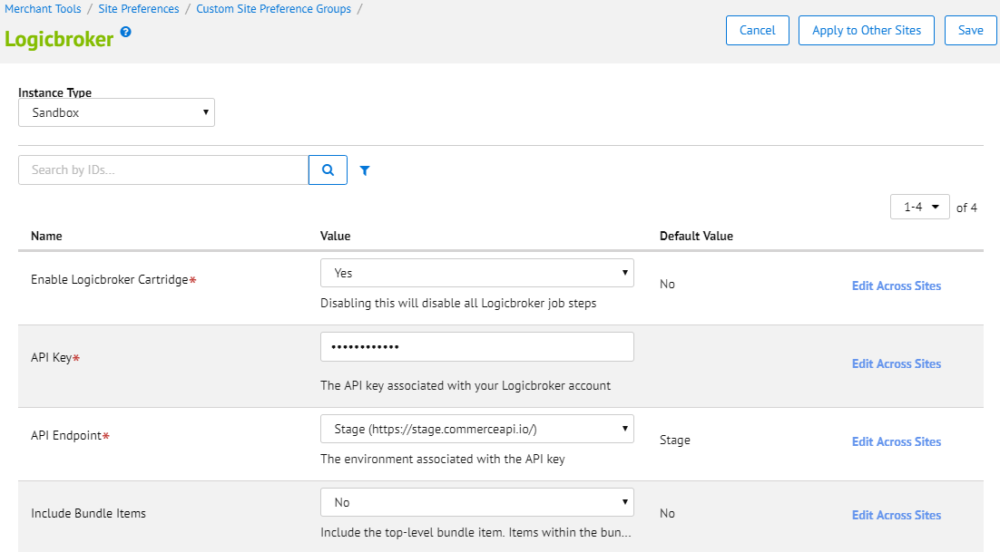 Merchant Tools / Site Preferences / Custom Site Preference Groups /
Logicbroker ?
Cancel Apply to Other Sites Save
Instance Type
Sandbox
Search by IDs...
1-4 of 4
Name Value Default Value
Enable Logicbroker Cartridge* Yes No Edit Across Sites
Disabling this will disable all Logicbroker job steps
API Key* •••••••••••• Edit Across Sites
The API key associated with your Logicbroker account
API Endpoint* Stage (https://stage.commerceapi.io/) Stage Edit Across Sites
The environment associated with the API key
Include Bundle Items No No Edit Across Sites
Include the top-level bundle item. Items within the bun...